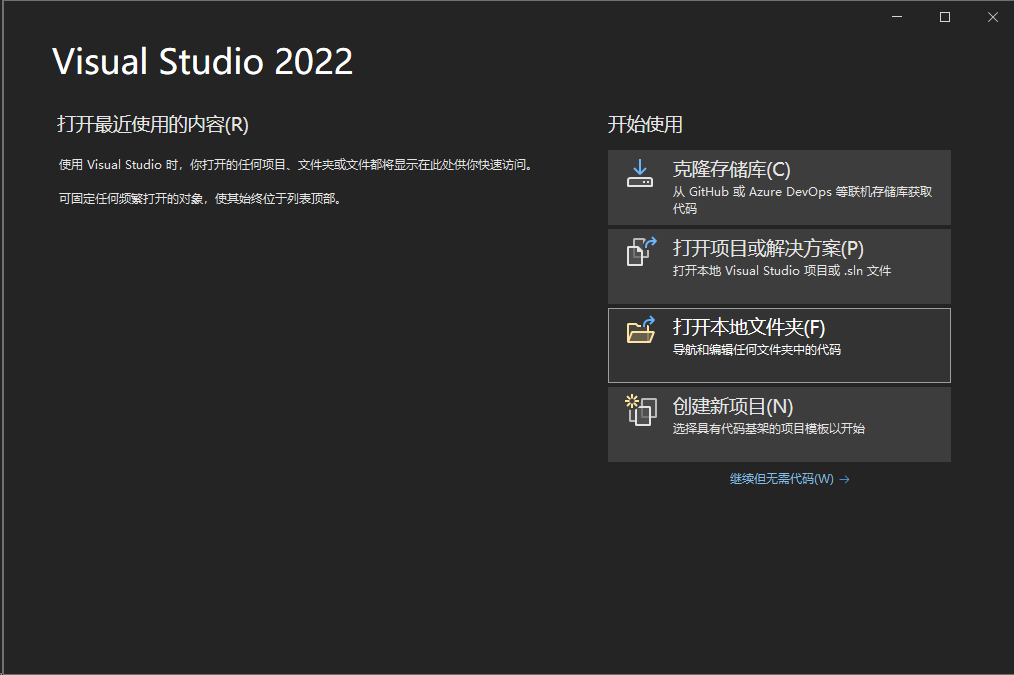 Visual Studio 2022
打开最近使用的内容(R)
使用 Visual Studio 时，你打开的任何项目、文件夹或文件都将显示在此处供你快速访问。
可固定任何频繁打开的对象，使其始终位于列表顶部。
开始使用
克隆存储库(C)
从 GitHub 或 Azure DevOps 等联机存储库获取
代码
打开项目或解决方案(P)
打开本地 Visual Studio 项目或 .sln 文件
打开本地文件夹(F)
导航和编辑任何文件夹中的代码
创建新项目(N)
选择具有代码基架的项目模板以开始
继续但无需代码(W) →